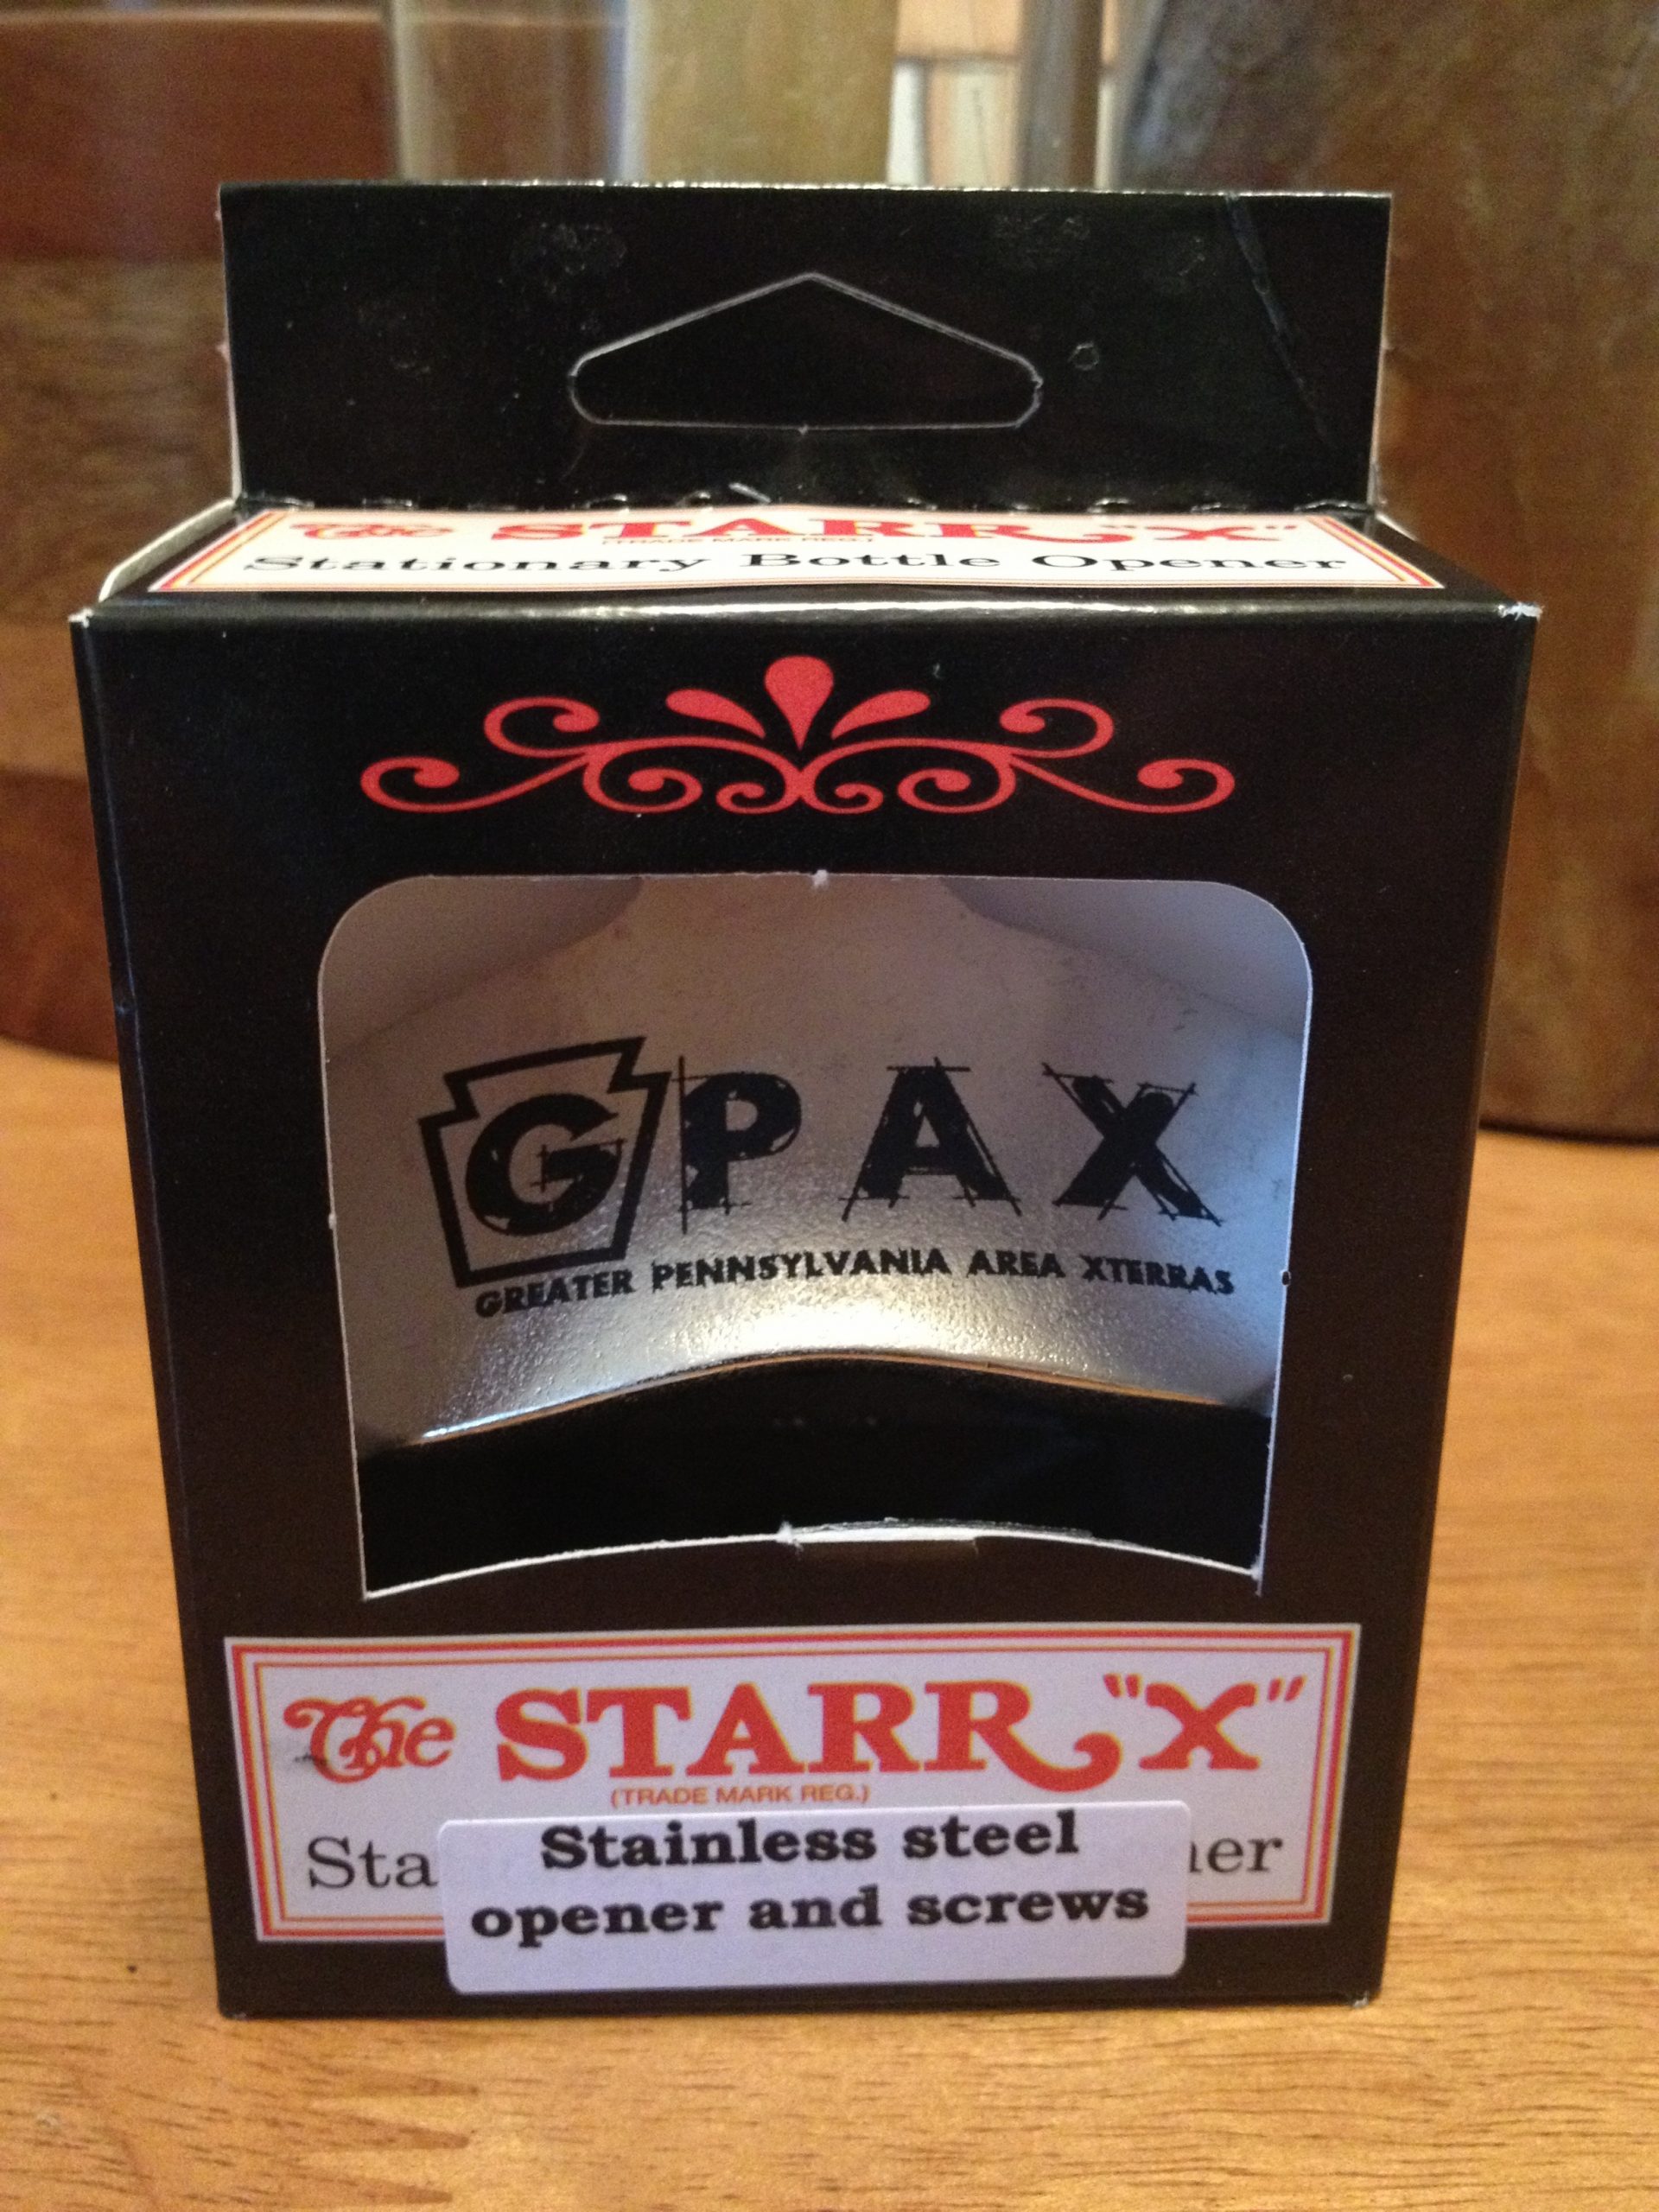 The STARR "X"
(TRADE MARK REG.)
Stationary Bottle Opener
GPAX
GREATER PENNSYLVANIA AREA XTERRAS
The STARR "X"
(TRADE MARK REG.)
Sta
ner
Stainless steel
opener and screws